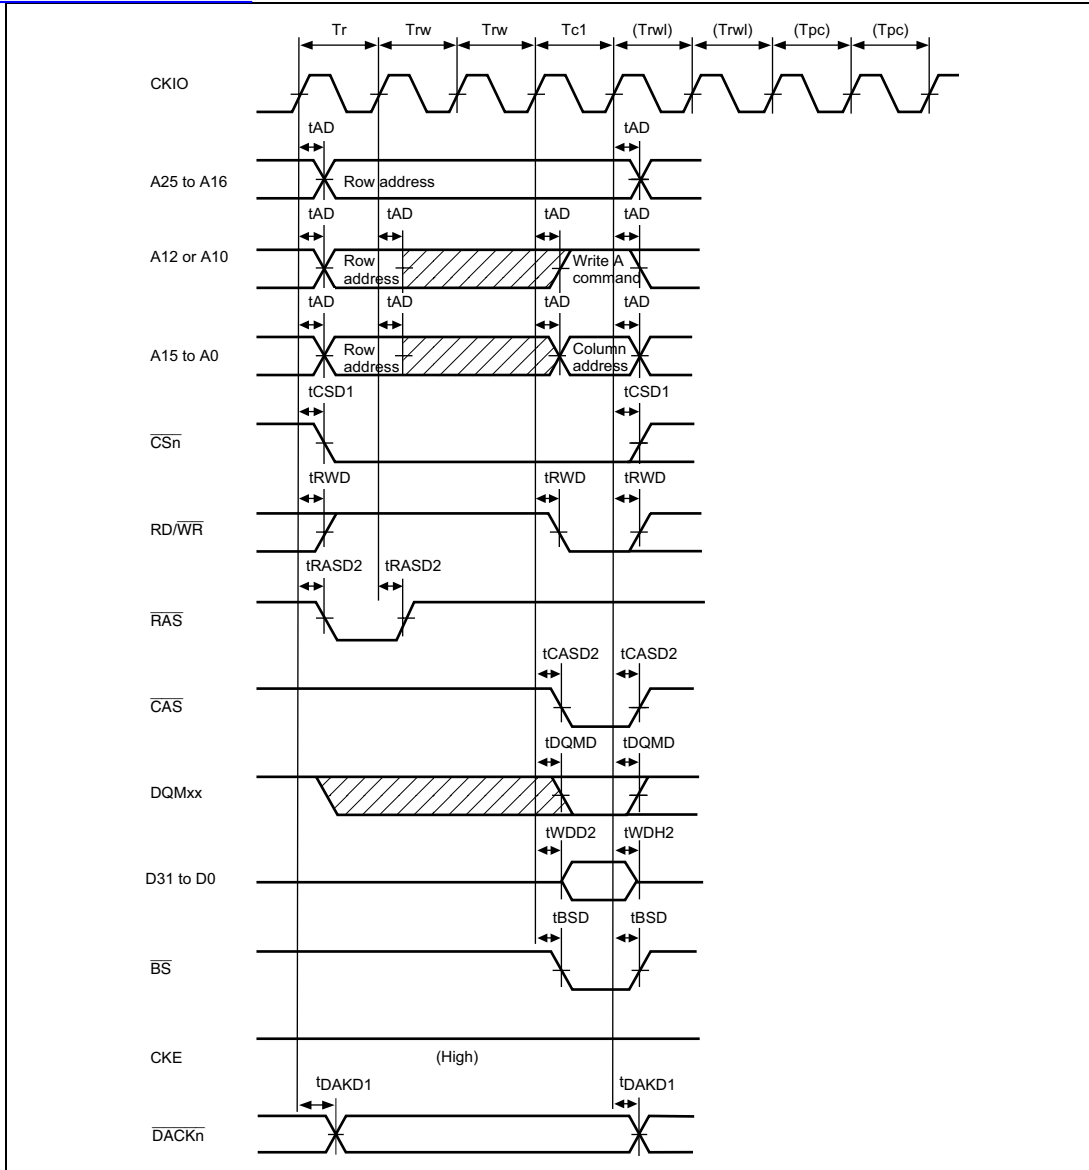 Tr Trw Trw Tc1 (Trwl) (Trwl) (Tpc) (Tpc)
CKIO
tAD tAD
A25 to A16 Row address
tAD tAD tAD tAD
A12 or A10 Row address Write A command
tAD tAD tAD tAD
A15 to A0 Row address Column address
tCSD1 tCSD1
CSn
tRWD tRWD tRWD
RD/WR
tRASD2 tRASD2
RAS
tCASD2 tCASD2
CAS
tDQMD tDQMD
DQMxx
tWDD2 tWDH2
D31 to D0
tBSD tBSD
BS
CKE (High)
tDAKD1 tDAKD1
DACKn